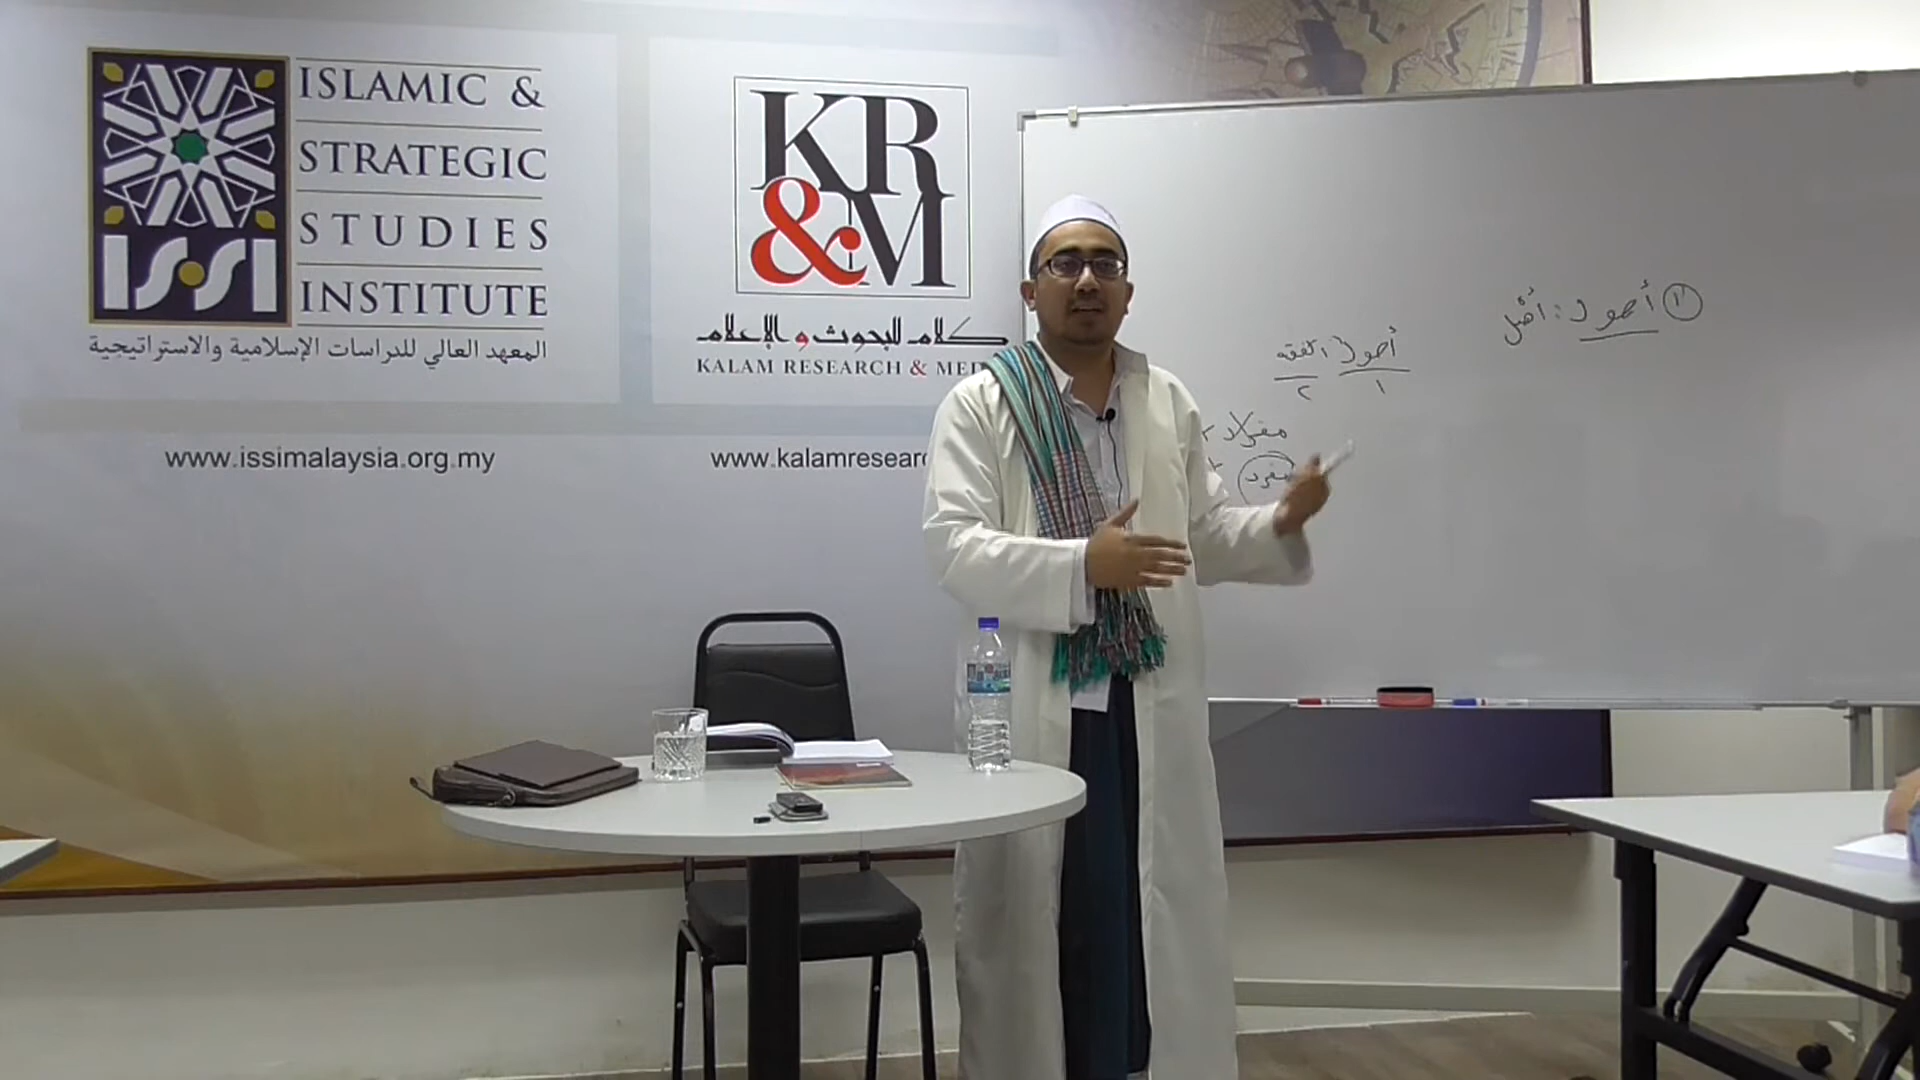 ISLAMIC &
STRATEGIC
STUDIES
INSTITUTE
ISSI
المعهد العالي للدراسات الإسلامية والاستراتيجية
www.issimalaysia.org.my
KR
&M
كلام للبحوث والإعلام
KALAM RESEARCH & MED
www.kalamresearc
أصول الفقه
١ ٢
مفرد
① أصول : أصل